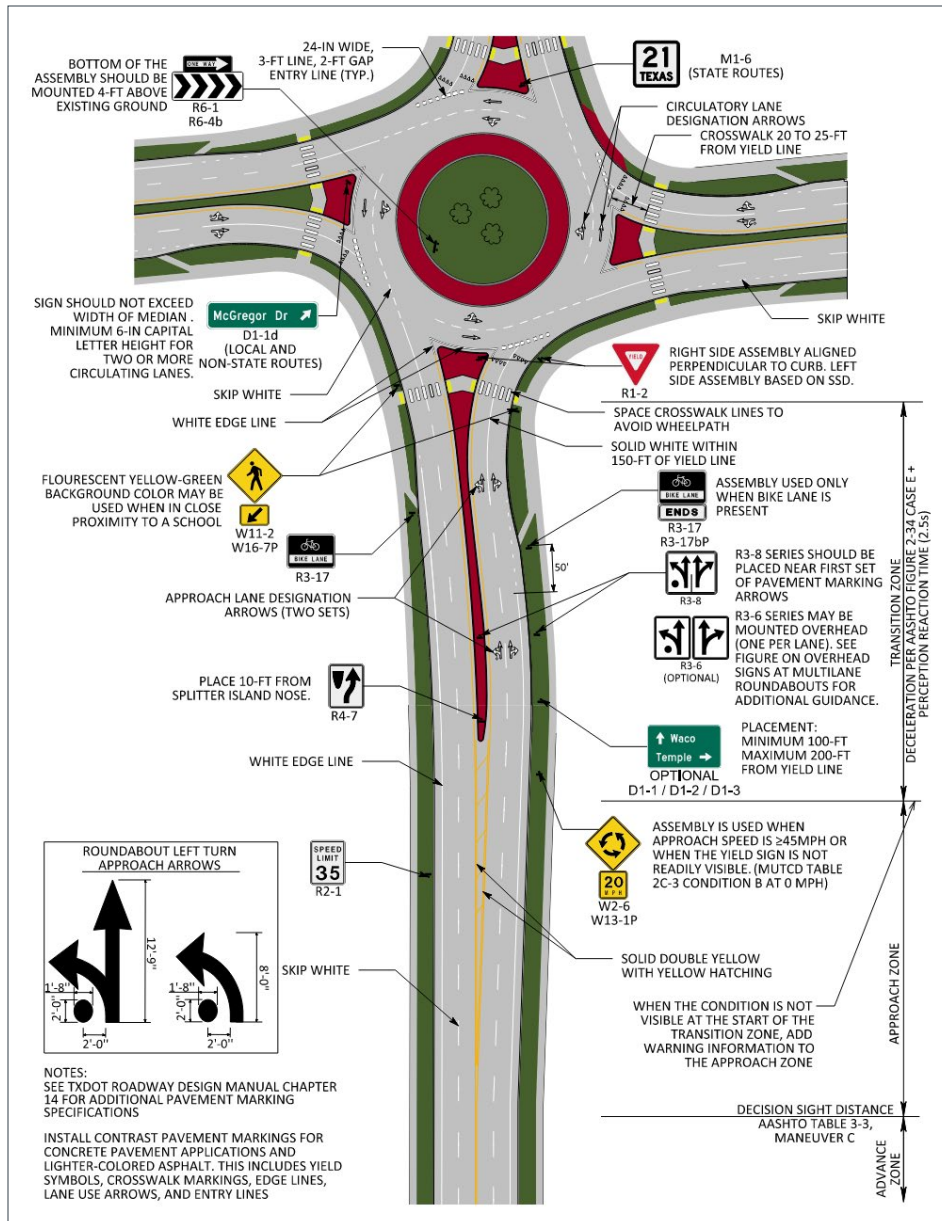 24-IN WIDE,
3-FT LINE, 2-FT GAP
ENTRY LINE (TYP.)
BOTTOM OF THE
ASSEMBLY SHOULD BE
MOUNTED 4-FT ABOVE
EXISTING GROUND
ONE WAY
R6-1
R6-4b
21
TEXAS
M1-6
(STATE ROUTES)
CIRCULATORY LANE
DESIGNATION ARROWS
CROSSWALK 20 TO 25-FT
FROM YIELD LINE
SIGN SHOULD NOT EXCEED
WIDTH OF MEDIAN .
MINIMUM 6-IN CAPITAL
LETTER HEIGHT FOR
TWO OR MORE
CIRCULATING LANES.
McGregor Dr
D1-1d
(LOCAL AND
NON-STATE ROUTES)
SKIP WHITE
SKIP WHITE
WHITE EDGE LINE
YIELD
R1-2
RIGHT SIDE ASSEMBLY ALIGNED
PERPENDICULAR TO CURB. LEFT
SIDE ASSEMBLY BASED ON SSD.
SPACE CROSSWALK LINES TO
AVOID WHEELPATH
SOLID WHITE WITHIN
150-FT OF YIELD LINE
FLOURESCENT YELLOW-GREEN
BACKGROUND COLOR MAY BE
USED WHEN IN CLOSE
PROXIMITY TO A SCHOOL
W11-2
W16-7P
BIKE LANE
R3-17
BIKE LANE
ENDS
R3-17
R3-17bP
ASSEMBLY USED ONLY
WHEN BIKE LANE IS
PRESENT
50'
APPROACH LANE DESIGNATION
ARROWS (TWO SETS)
R3-8
R3-8 SERIES SHOULD BE
PLACED NEAR FIRST SET
OF PAVEMENT MARKING
ARROWS
R3-6
(OPTIONAL)
R3-6 SERIES MAY BE
MOUNTED OVERHEAD
(ONE PER LANE). SEE
FIGURE ON OVERHEAD
SIGNS AT MULTILANE
ROUNDABOUTS FOR
ADDITIONAL GUIDANCE.
TRANSITION ZONE
DECELERATION PER AASHTO FIGURE 2-34 CASE E +
PERCEPTION REACTION TIME (2.5s)
PLACE 10-FT FROM
SPLITTER ISLAND NOSE.
R4-7
Waco
Temple
OPTIONAL
D1-1 / D1-2 / D1-3
PLACEMENT:
MINIMUM 100-FT
MAXIMUM 200-FT
FROM YIELD LINE
WHITE EDGE LINE
20
MPH
W2-6
W13-1P
ASSEMBLY IS USED WHEN
APPROACH SPEED IS ≥45MPH OR
WHEN THE YIELD SIGN IS NOT
READILY VISIBLE. (MUTCD TABLE
2C-3 CONDITION B AT 0 MPH)
SPEED
LIMIT
35
R2-1
ROUNDABOUT LEFT TURN
APPROACH ARROWS
12'-9"
8'-0"
1'-8"
2'-0"
2'-0"
1'-8"
2'-0"
2'-0"
SKIP WHITE
SOLID DOUBLE YELLOW
WITH YELLOW HATCHING
WHEN THE CONDITION IS NOT
VISIBLE AT THE START OF THE
TRANSITION ZONE, ADD
WARNING INFORMATION TO
THE APPROACH ZONE
APPROACH ZONE
NOTES:
SEE TXDOT ROADWAY DESIGN MANUAL CHAPTER
14 FOR ADDITIONAL PAVEMENT MARKING
SPECIFICATIONS
INSTALL CONTRAST PAVEMENT MARKINGS FOR
CONCRETE PAVEMENT APPLICATIONS AND
LIGHTER-COLORED ASPHALT. THIS INCLUDES YIELD
SYMBOLS, CROSSWALK MARKINGS, EDGE LINES,
LANE USE ARROWS, AND ENTRY LINES
DECISION SIGHT DISTANCE
AASHTO TABLE 3-3,
MANEUVER C
ADVANCE
ZONE